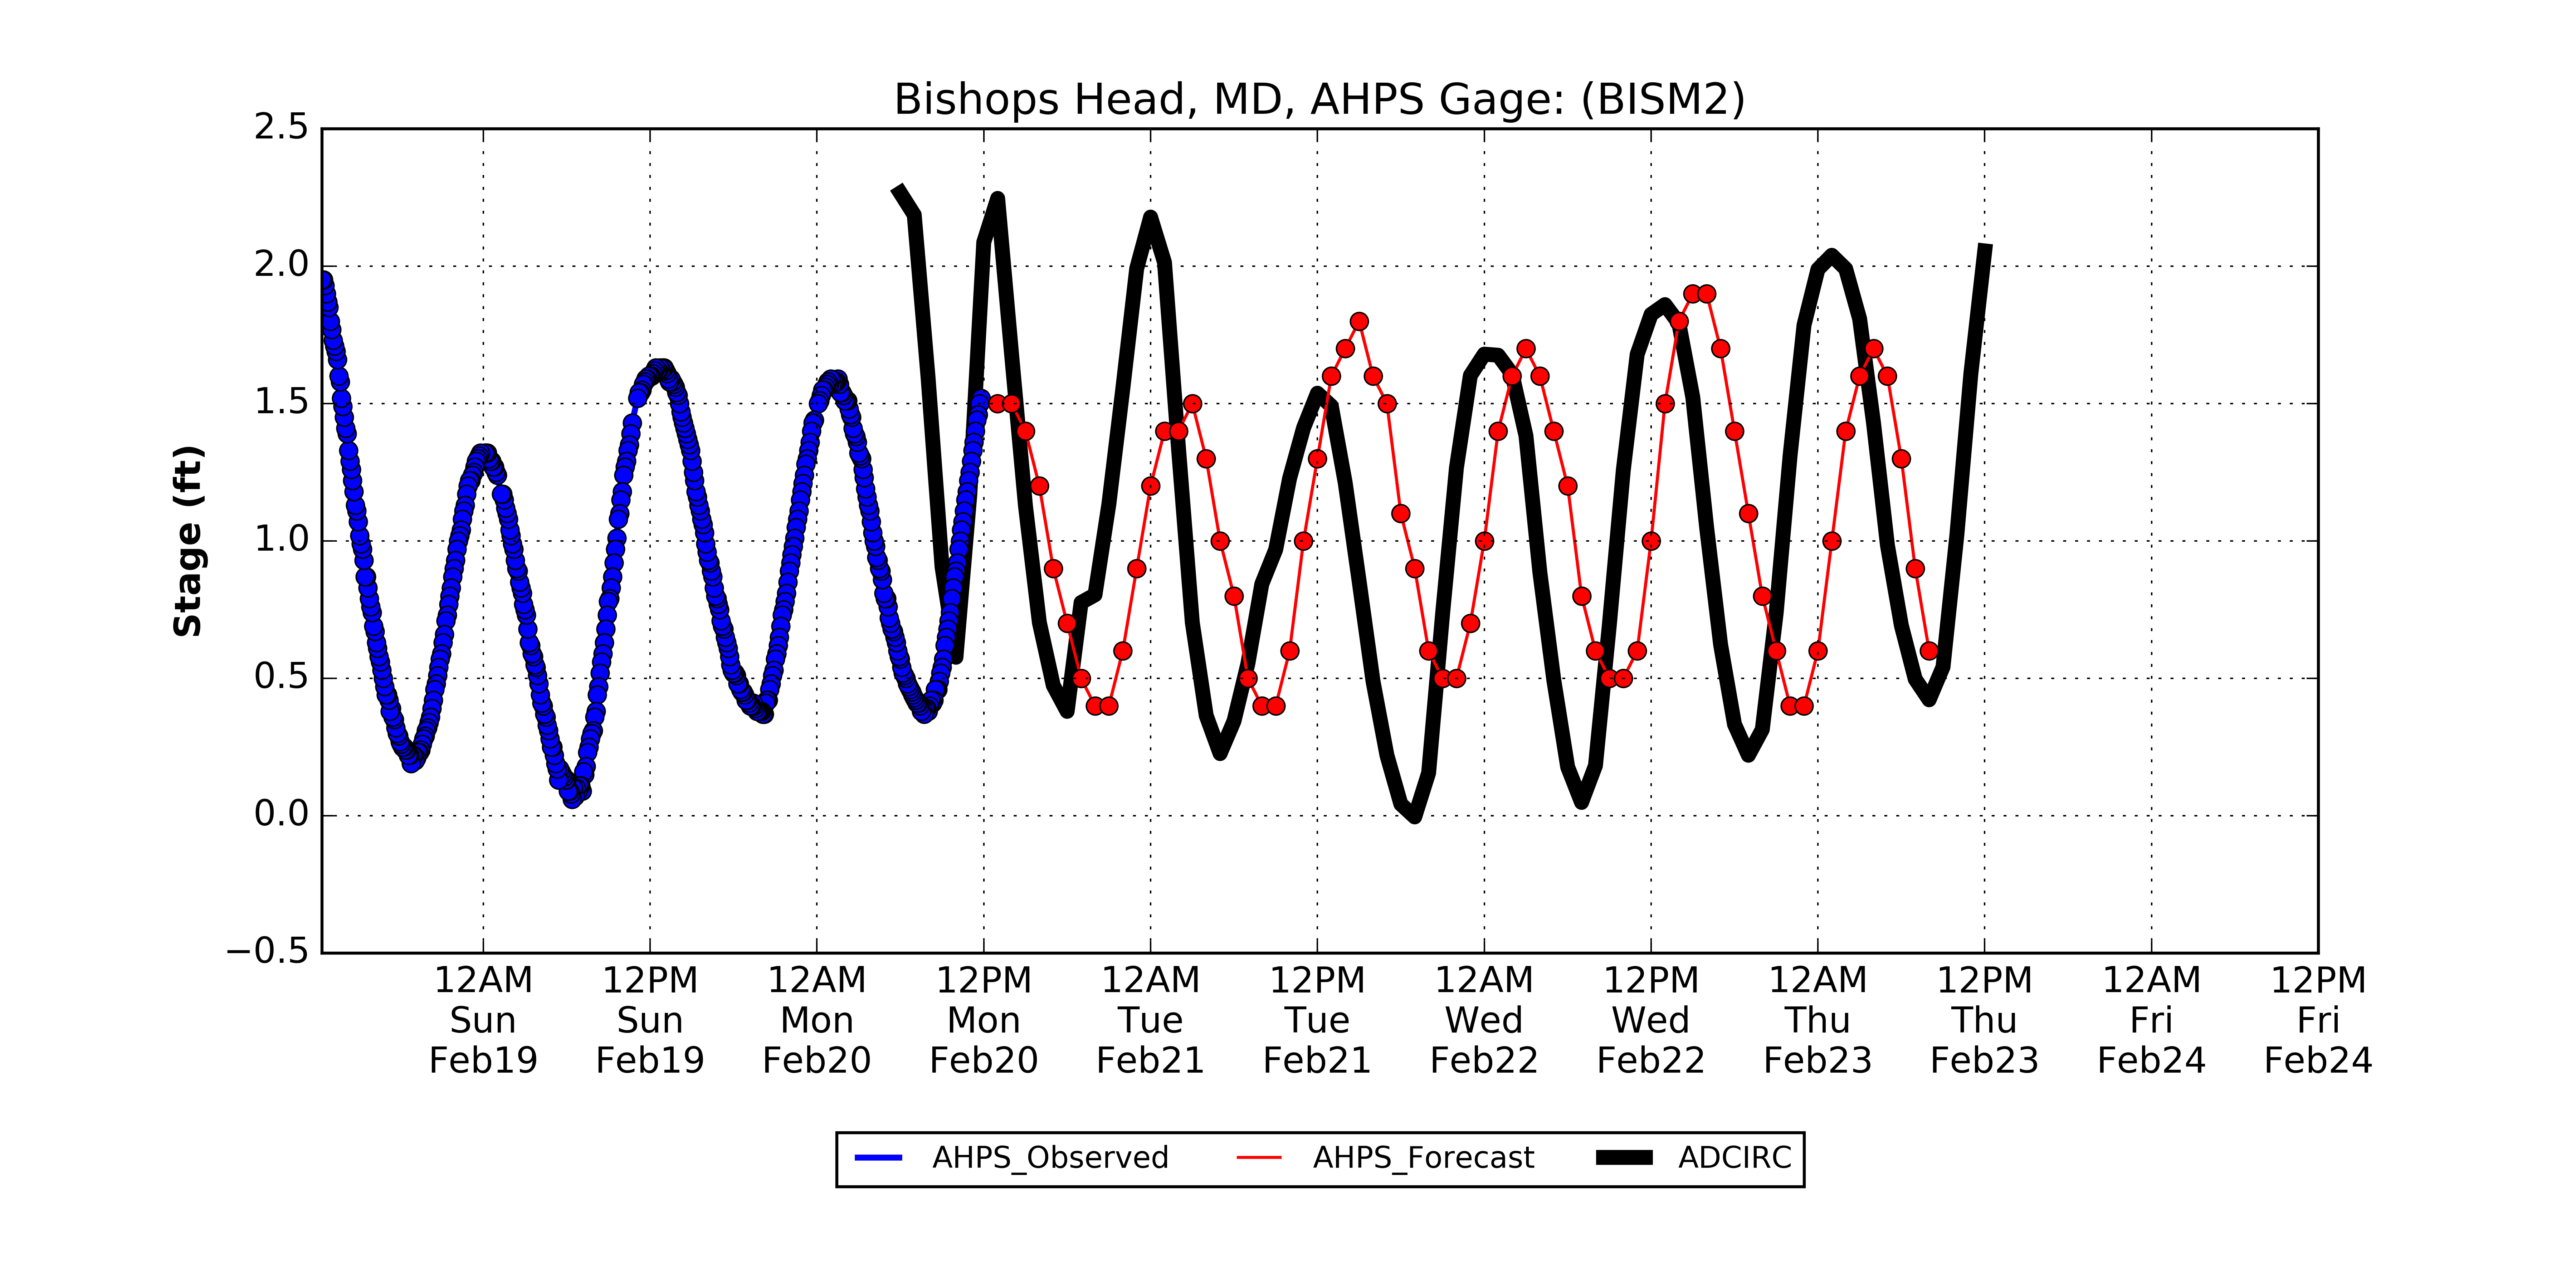 Bishops Head, MD, AHPS Gage: (BISM2)
2.5
2.0
1.5
1.0
0.5
0.0
−0.5
Stage (ft)
12AM 12PM 12AM 12PM 12AM 12PM 12AM 12PM 12AM 12PM 12AM 12PM
Sun Sun Mon Mon Tue Tue Wed Wed Thu Thu Fri Fri
Feb19 Feb19 Feb20 Feb20 Feb21 Feb21 Feb22 Feb22 Feb23 Feb23 Feb24 Feb24
AHPS_Observed AHPS_Forecast ADCIRC